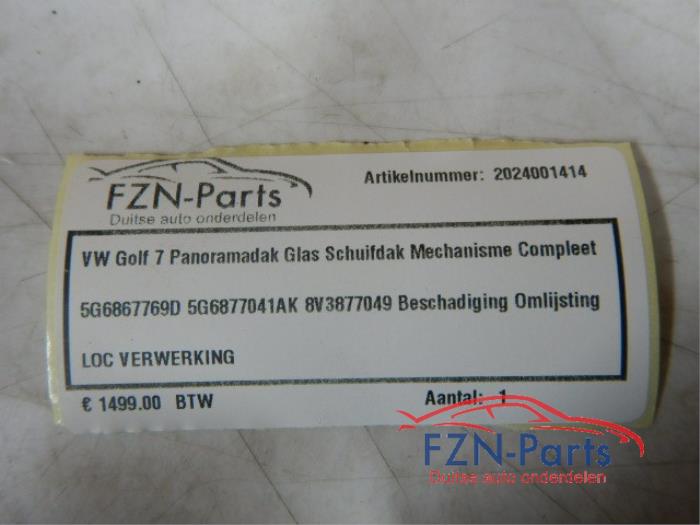 FZN-Parts
Duitse auto onderdelen
Artikelnummer: 2024001414
VW Golf 7 Panoramadak Glas Schuifdak Mechanisme Compleet
5G6867769D 5G6877041AK 8V3877049 Beschadiging Omlijsting
LOC VERWERKING
€ 1499.00 BTW
Aantal: 1
FZN-Parts
Duitse auto onderdelen